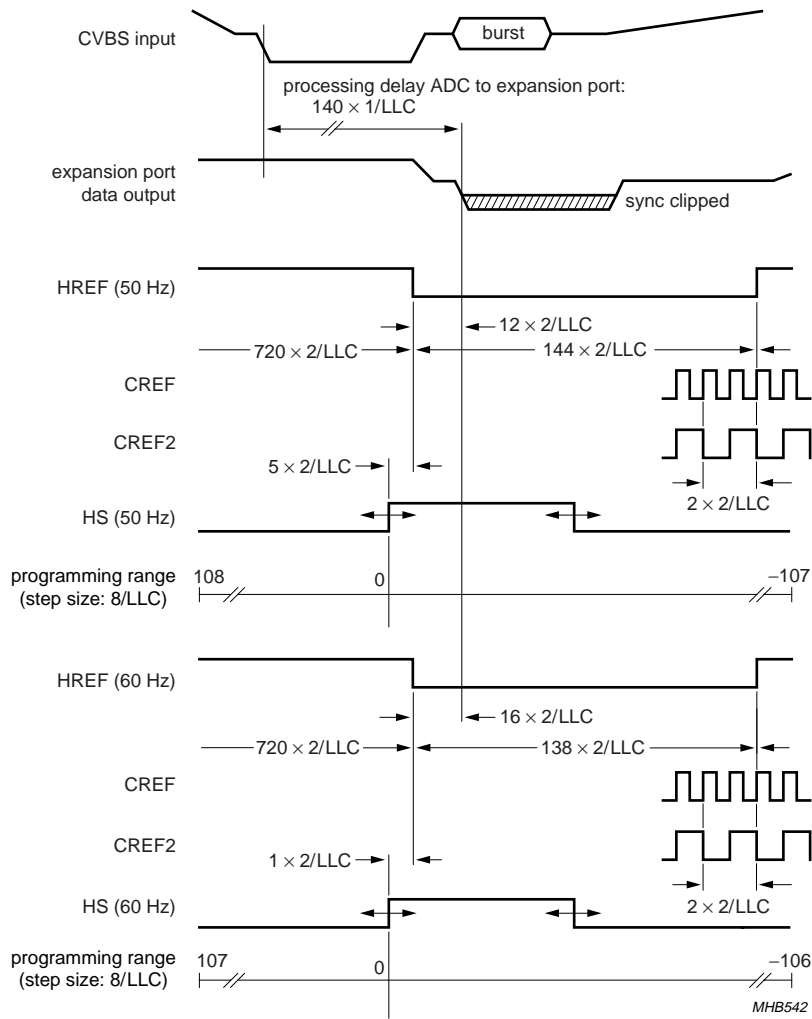 CVBS input
burst
processing delay ADC to expansion port:
140 × 1/LLC
expansion port
data output
sync clipped
HREF (50 Hz)
12 × 2/LLC
720 × 2/LLC
144 × 2/LLC
CREF
CREF2
5 × 2/LLC
2 × 2/LLC
HS (50 Hz)
programming range
(step size: 8/LLC)
108
0
−107
HREF (60 Hz)
16 × 2/LLC
720 × 2/LLC
138 × 2/LLC
CREF
CREF2
1 × 2/LLC
2 × 2/LLC
HS (60 Hz)
programming range
(step size: 8/LLC)
107
0
−106
MHB542